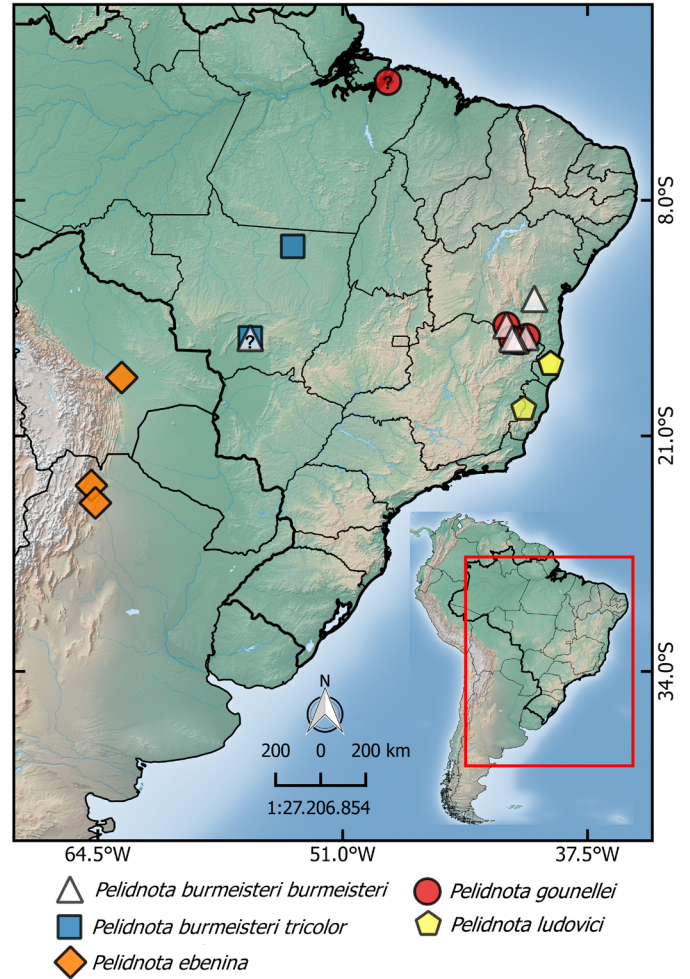 ?
8.0°S
?
21.0°S
34.0°S
N
200 0 200 km
1:27.206.854
64.5°W 51.0°W 37.5°W
Pelidnota burmeisteri burmeisteri
Pelidnota gounellei
Pelidnota burmeisteri tricolor
Pelidnota ludovici
Pelidnota ebenina